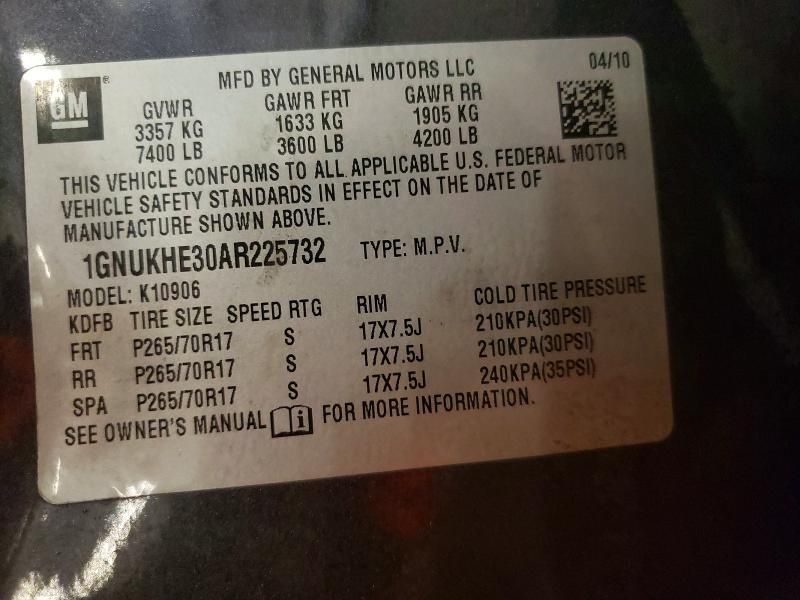 GM ®
MFD BY GENERAL MOTORS LLC 04/10
GVWR GAWR FRT GAWR RR
3357 KG 1633 KG 1905 KG
7400 LB 3600 LB 4200 LB
THIS VEHICLE CONFORMS TO ALL APPLICABLE U.S. FEDERAL MOTOR
VEHICLE SAFETY STANDARDS IN EFFECT ON THE DATE OF
MANUFACTURE SHOWN ABOVE.
1GNUKHE30AR225732 TYPE: M.P.V.
MODEL: K10906
KDFB TIRE SIZE SPEED RTG RIM COLD TIRE PRESSURE
FRT P265/70R17 S 17X7.5J 210KPA(30PSI)
RR P265/70R17 S 17X7.5J 210KPA(30PSI)
SPA P265/70R17 S 17X7.5J 240KPA(35PSI)
SEE OWNER'S MANUAL i FOR MORE INFORMATION.